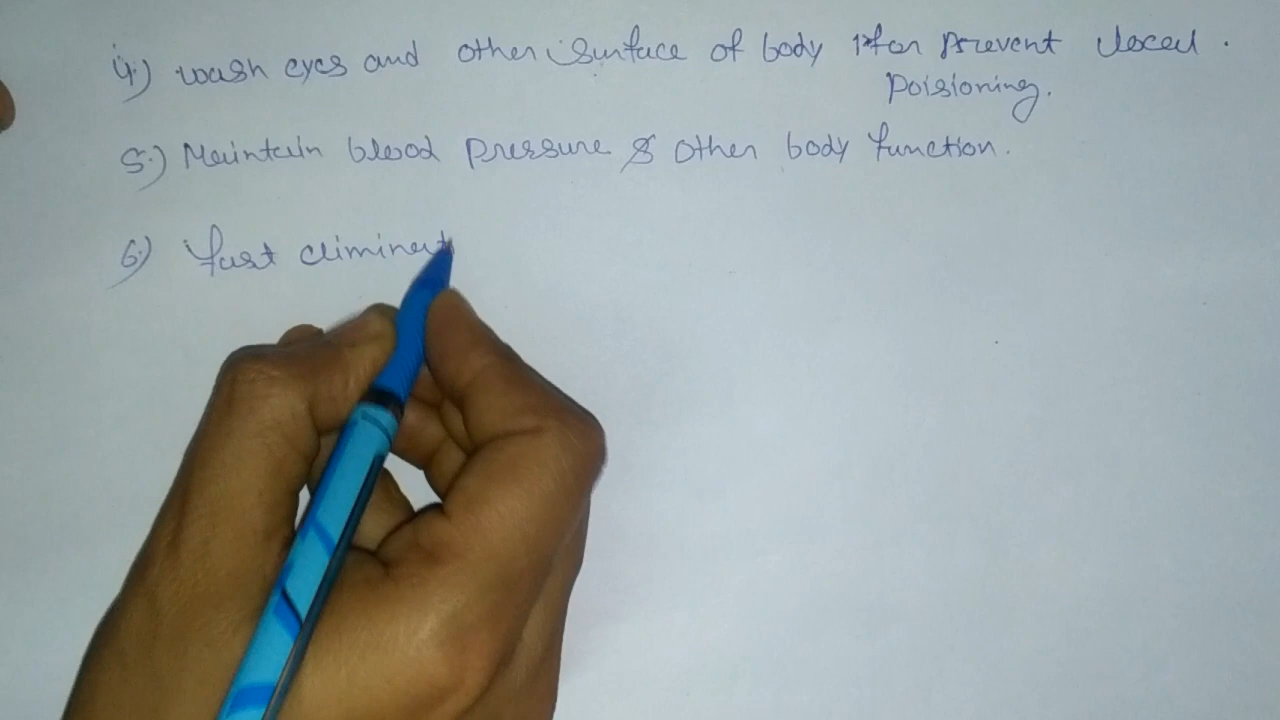 4.) wash eyes and other surface of body for prevent local.
poisioning.
5.) Maintain blood pressure & other body function.
6.) fast eliminat